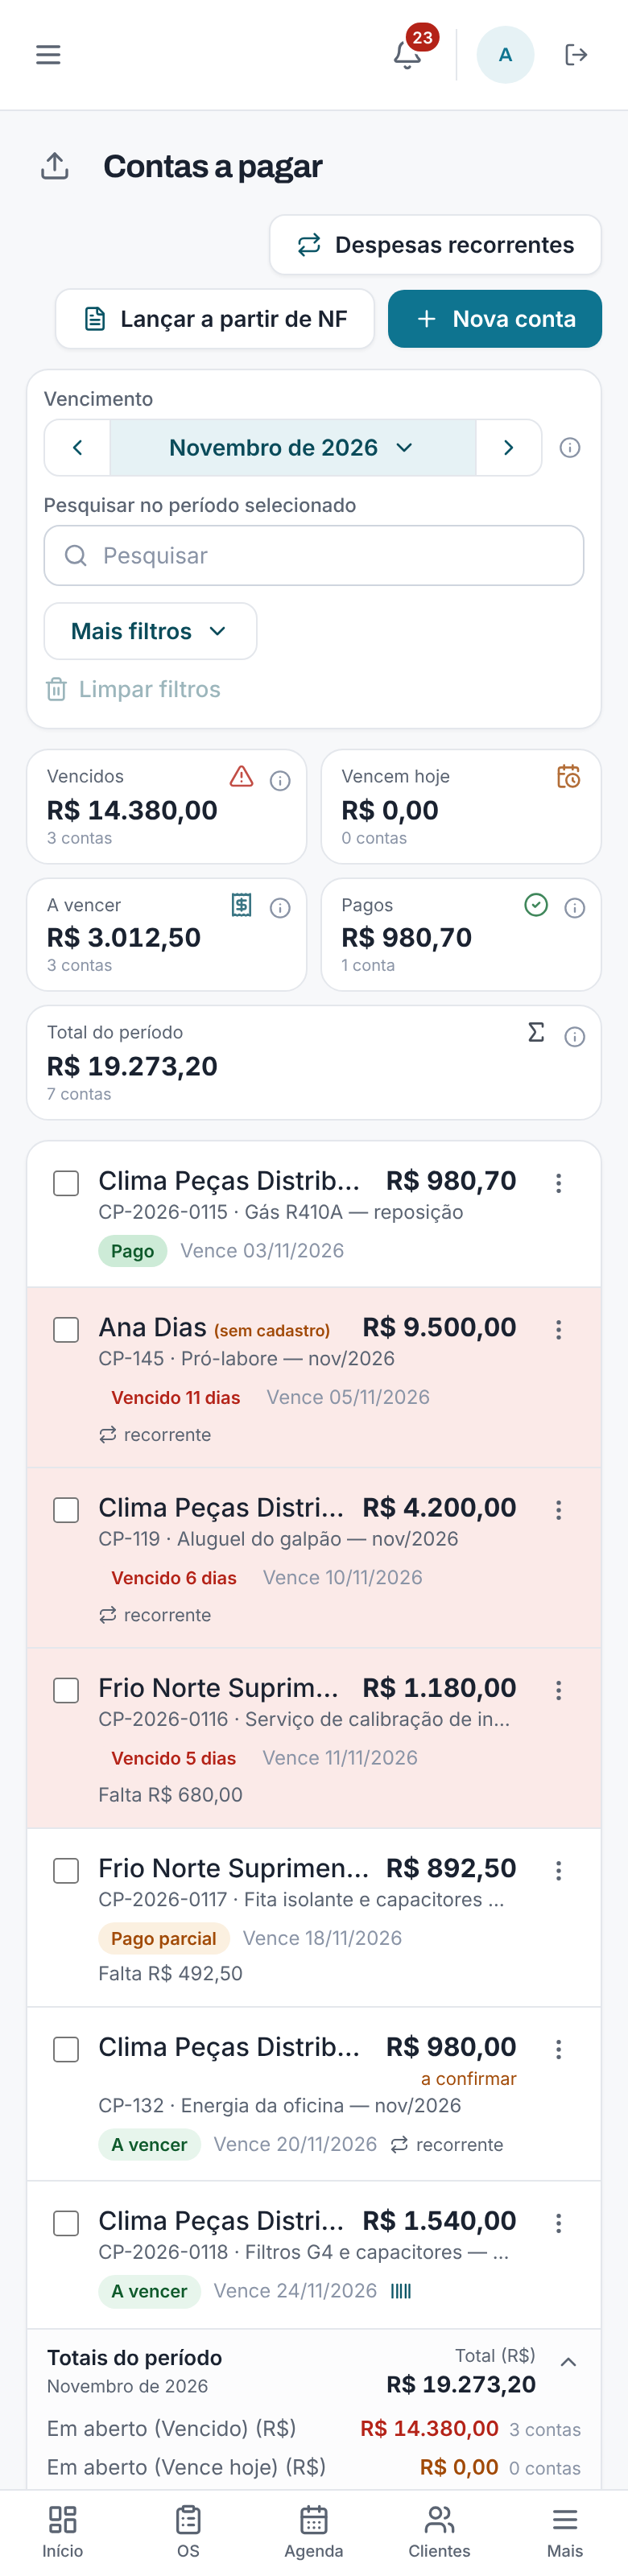 23
A
Contas a pagar
Despesas recorrentes
Lançar a partir de NF
Nova conta
Vencimento
Novembro de 2026
Pesquisar no período selecionado
Pesquisar
Mais filtros
Limpar filtros
Vencidos
R$ 14.380,00
3 contas
Vencem hoje
R$ 0,00
0 contas
A vencer
R$ 3.012,50
3 contas
Pagos
R$ 980,70
1 conta
Total do período
R$ 19.273,20
7 contas
Clima Peças Distrib... R$ 980,70
CP-2026-0115 · Gás R410A — reposição
Pago Vence 03/11/2026
Ana Dias (sem cadastro) R$ 9.500,00
CP-145 · Pró-labore — nov/2026
Vencido 11 dias Vence 05/11/2026
recorrente
Clima Peças Distri... R$ 4.200,00
CP-119 · Aluguel do galpão — nov/2026
Vencido 6 dias Vence 10/11/2026
recorrente
Frio Norte Suprim... R$ 1.180,00
CP-2026-0116 · Serviço de calibração de in...
Vencido 5 dias Vence 11/11/2026
Falta R$ 680,00
Frio Norte Suprimen... R$ 892,50
CP-2026-0117 · Fita isolante e capacitores ...
Pago parcial Vence 18/11/2026
Falta R$ 492,50
Clima Peças Distrib... R$ 980,00
a confirmar
CP-132 · Energia da oficina — nov/2026
A vencer Vence 20/11/2026 recorrente
Clima Peças Distri... R$ 1.540,00
CP-2026-0118 · Filtros G4 e capacitores — ...
A vencer Vence 24/11/2026
Totais do período Total (R$)
Novembro de 2026 R$ 19.273,20
Em aberto (Vencido) (R$) R$ 14.380,00 3 contas
Em aberto (Vence hoje) (R$) R$ 0,00 0 contas
Início OS Agenda Clientes Mais